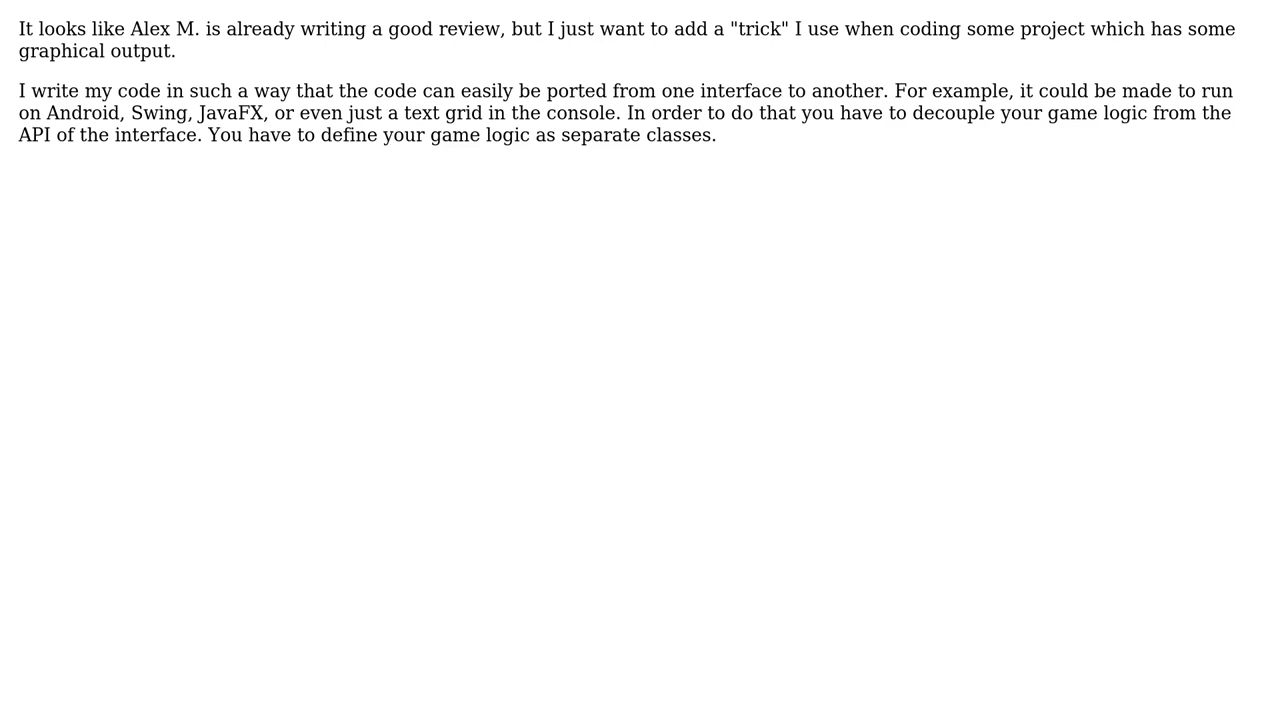 It looks like Alex M. is already writing a good review, but I just want to add a "trick" I use when coding some project which has some
graphical output.
I write my code in such a way that the code can easily be ported from one interface to another. For example, it could be made to run
on Android, Swing, JavaFX, or even just a text grid in the console. In order to do that you have to decouple your game logic from the
API of the interface. You have to define your game logic as separate classes.